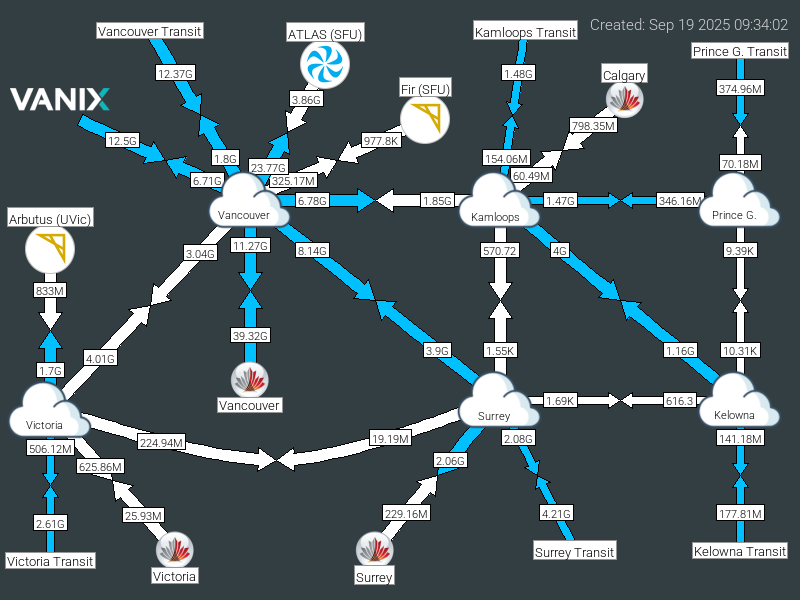 Created: Sep 19 2025 09:34:02
Vancouver Transit
ATLAS (SFU)
Kamloops Transit
Prince G. Transit
VANIX
12.37G
3.86G
Fir (SFU)
1.48G
Calgary
374.96M
12.5G
977.8K
798.35M
1.8G
23.77G
154.06M
70.18M
6.71G
325.17M
60.49M
6.78G
1.85G
1.47G
346.16M
Arbutus (UVic)
Vancouver
Kamloops
Prince G.
3.04G
11.27G
8.14G
570.72
4G
9.39K
833M
39.32G
4.01G
3.9G
1.55K
1.16G
10.31K
1.7G
Vancouver
1.69K
616.3
Victoria
Surrey
Kelowna
506.12M
224.94M
19.19M
2.08G
141.18M
625.86M
2.06G
2.61G
25.93M
229.16M
4.21G
177.81M
Victoria Transit
Victoria
Surrey
Surrey Transit
Kelowna Transit